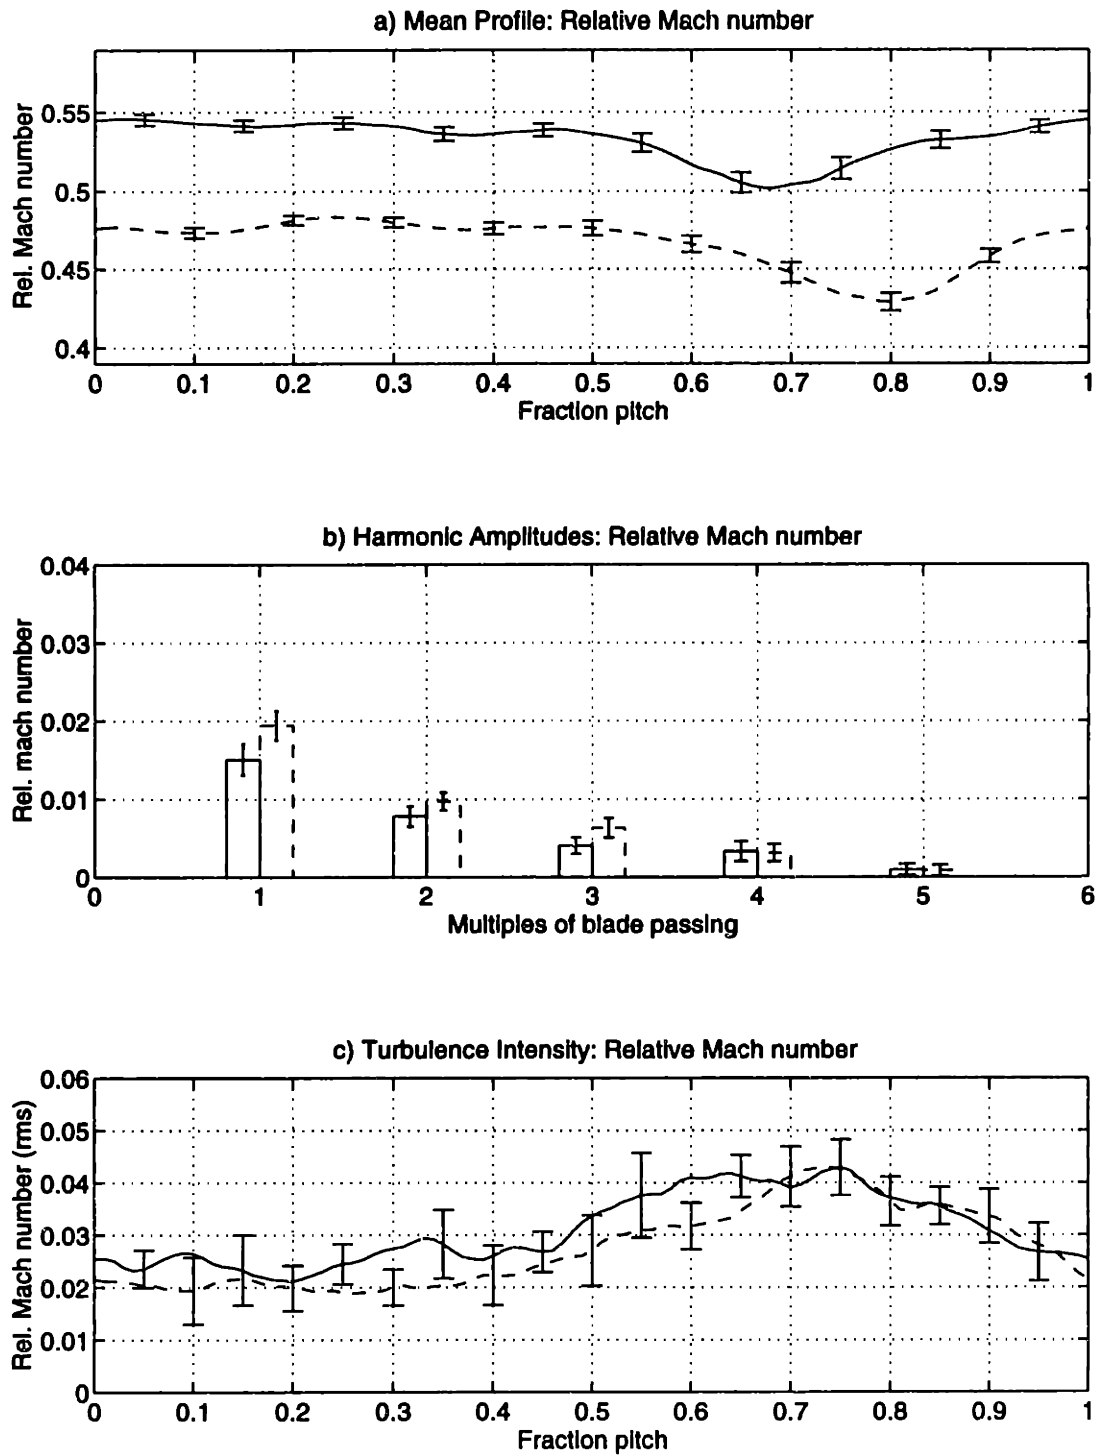 a) Mean Profile: Relative Mach number
Rel. Mach number
0.55
0.5
0.45
0.4
0 0.1 0.2 0.3 0.4 0.5 0.6 0.7 0.8 0.9 1
Fraction pitch
b) Harmonic Amplitudes: Relative Mach number
Rel. mach number
0.04
0.03
0.02
0.01
0
0 1 2 3 4 5 6
Multiples of blade passing
c) Turbulence Intensity: Relative Mach number
Rel. Mach number (rms)
0.06
0.05
0.04
0.03
0.02
0.01
0
0 0.1 0.2 0.3 0.4 0.5 0.6 0.7 0.8 0.9 1
Fraction pitch